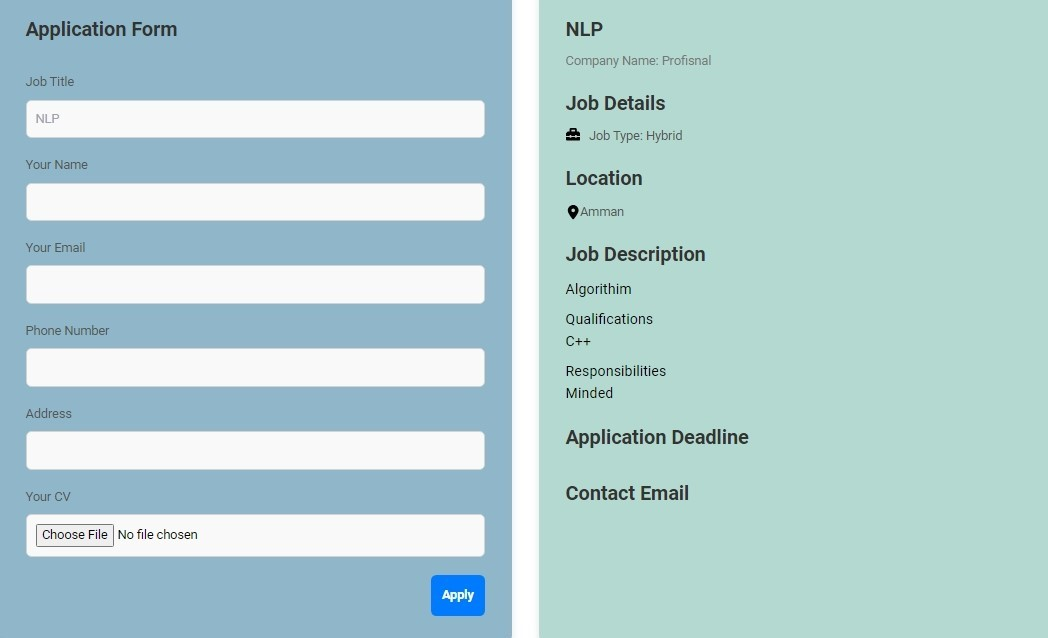 Application Form
Job Title
NLP
Your Name
Your Email
Phone Number
Address
Your CV
Choose File No file chosen
Apply
NLP
Company Name: Profisnal
Job Details
Job Type: Hybrid
Location
Amman
Job Description
Algorithim
Qualifications
C++
Responsibilities
Minded
Application Deadline
Contact Email